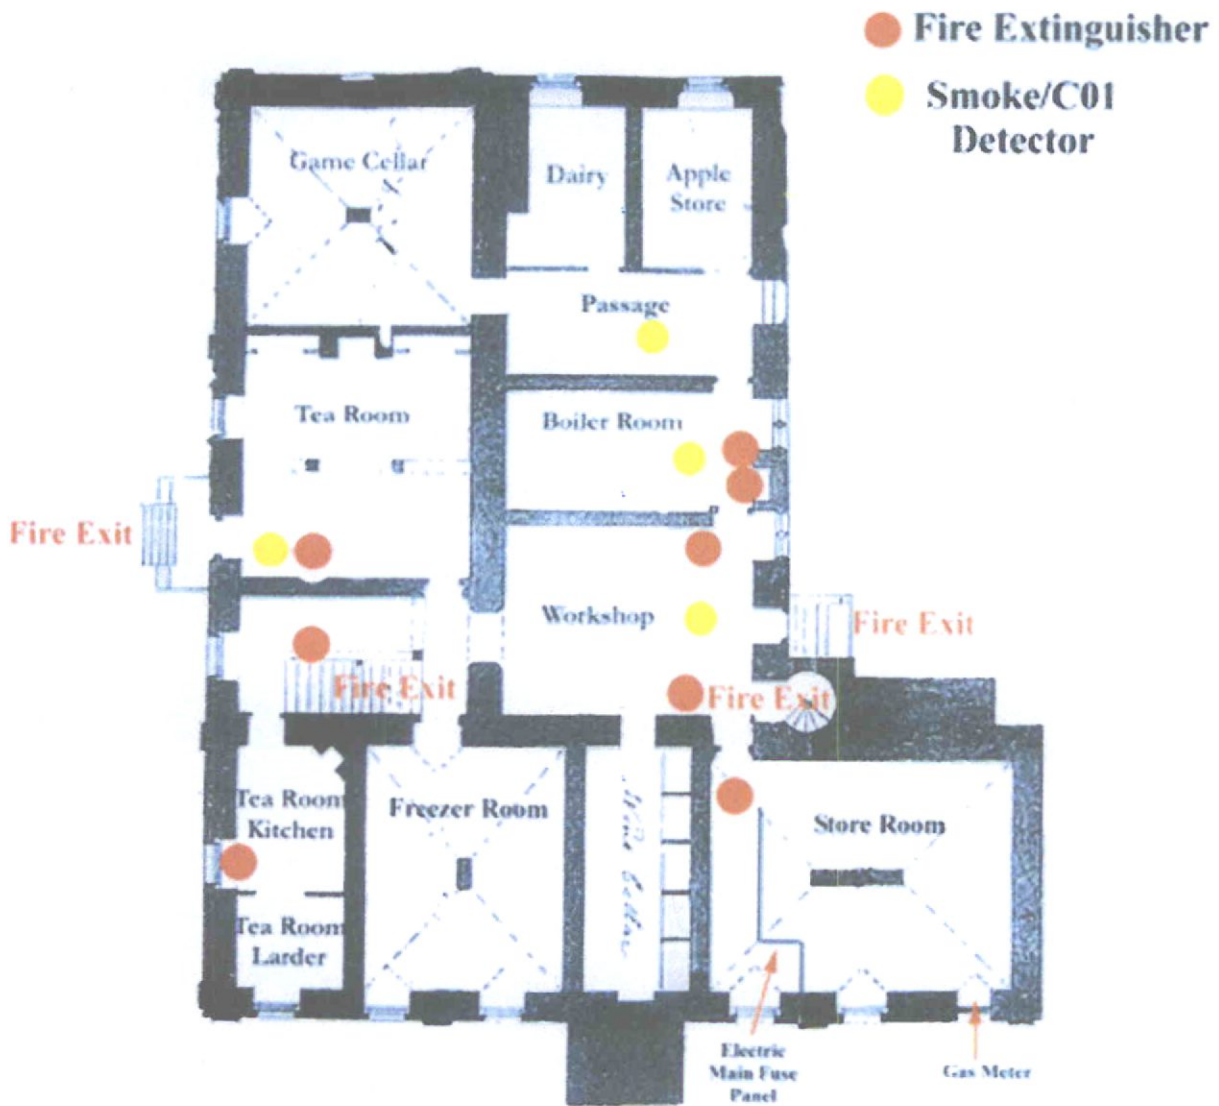 Fire Extinguisher
Smoke/C01
Detector
Game Cellar
Dairy
Apple
Store
Passage
Tea Room
Boiler Room
Fire Exit
Workshop
Fire Exit
Fire Exit
Fire Exit
Tea Room
Kitchen
Freezer Room
Wine Cellar
Store Room
Tea Room
Larder
Electric
Main Fuse
Panel
Gas Meter